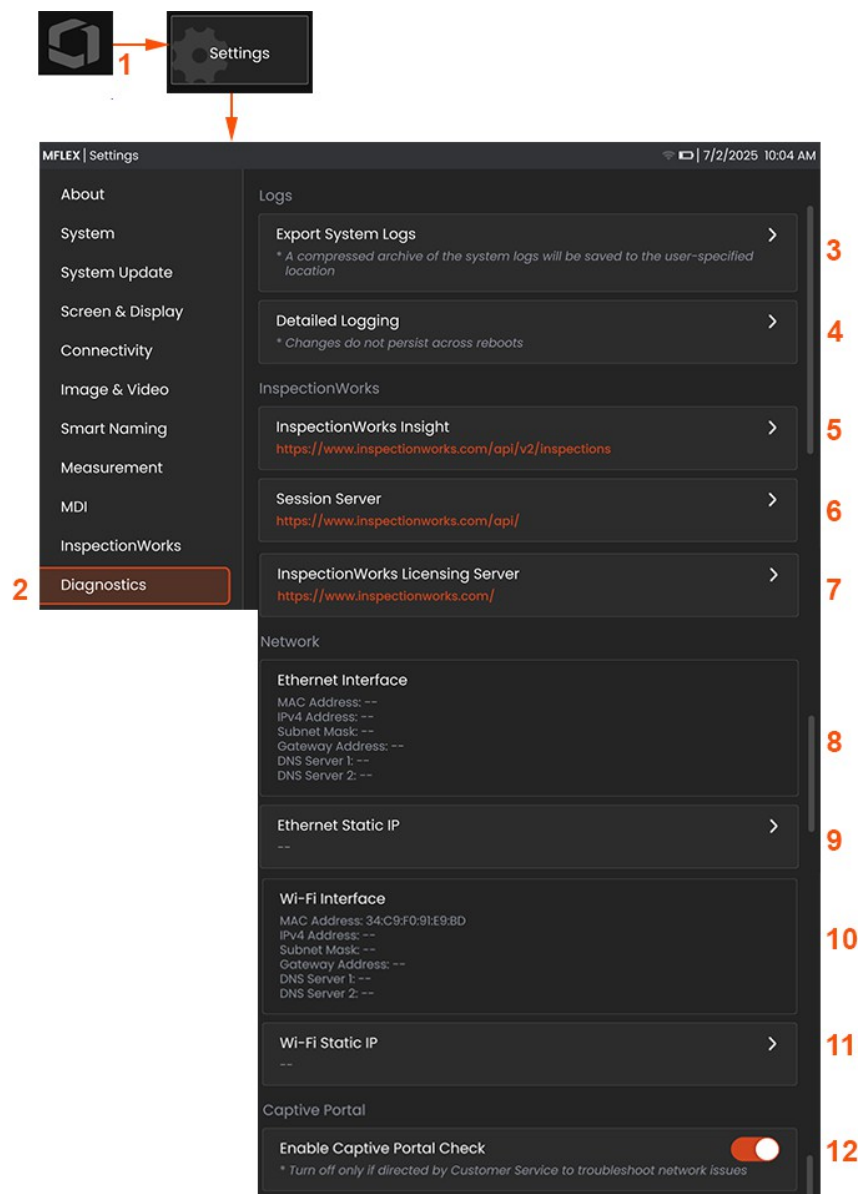 1
Settings
MFLEX | Settings
7/2/2025 10:04 AM
About
System
System Update
Screen & Display
Connectivity
Image & Video
Smart Naming
Measurement
MDI
InspectionWorks
2 Diagnostics
Logs
Export System Logs
* A compressed archive of the system logs will be saved to the user-specified
location
3
Detailed Logging
* Changes do not persist across reboots
4
InspectionWorks
InspectionWorks Insight
https://www.inspectionworks.com/api/v2/inspections
5
Session Server
https://www.inspectionworks.com/api/
6
InspectionWorks Licensing Server
https://www.inspectionworks.com/
7
Network
Ethernet Interface
MAC Address: --
IPv4 Address: --
Subnet Mask: --
Gateway Address: --
DNS Server 1: --
DNS Server 2: --
8
Ethernet Static IP
--
9
Wi-Fi Interface
MAC Address: 34:C9:F0:91:E9:BD
IPv4 Address: --
Subnet Mask: --
Gateway Address: --
DNS Server 1: --
DNS Server 2: --
10
Wi-Fi Static IP
--
11
Captive Portal
Enable Captive Portal Check
* Turn off only if directed by Customer Service to troubleshoot network issues
12